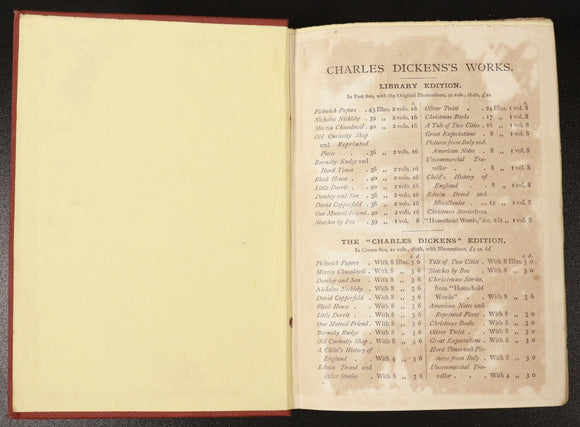 CHARLES DICKENS'S WORKS.
LIBRARY EDITION.
In Post 8vo, with the Original Illustrations, 30 vols., cloth, £12.
s.
Pickwick Papers . 43 Illus. 2 vols. 16
Nicholas Nickleby . 39 „ 2 vols. 16
Martin Chuzzlewit . 40 „ 2 vols. 16
Old Curiosity Shop
and Reprinted
Pieces . . 36 „ 2 vols. 16
Barnaby Rudge and
Hard Times . 36 „ 2 vols. 16
Bleak House . . 40 „ 2 vols. 16
Little Dorrit . . 40 „ 2 vols. 16
Dombey and Son . 38 „ 2 vols. 16
David Copperfield . 38 „ 2 vols. 16
Our Mutual Friend . 40 „ 2 vols. 16
Sketches by Boz . 39 „ 1 vol. 8
Oliver Twist . . 24 Illus. 1 vol. 8
Christmas Books . 17 „ 1 vol. 8
A Tale of Two Cities . 16 „ 1 vol. 8
Great Expectations . 8 „ 1 vol. 8
Pictures from Italy and
American Notes . 8 „ 1 vol. 8
Uncommercial Tra-
veller . . . 8 „ 1 vol. 8
Child's History of
England . . 8 „ 1 vol. 8
Edwin Drood and
Miscellanies . . 12 „ 1 vol. 8
Christmas Stories from
"Household Words," &c. 14 „ 1 vol. 8
THE "CHARLES DICKENS" EDITION.
In Crown 8vo, 21 vols., cloth, with Illustrations, £3 9s. 6d.
s. d.
Pickwick Papers . With 8 Illus. 3 6
Martin Chuzzlewit . With 8 „ 3 6
Dombey and Son . With 8 „ 3 6
Nicholas Nickleby . With 8 „ 3 6
David Copperfield . With 8 „ 3 6
Bleak House . . With 8 „ 3 6
Little Dorrit . . With 8 „ 3 6
Our Mutual Friend . With 8 „ 3 6
Barnaby Rudge . With 8 „ 3 6
Old Curiosity Shop . With 8 „ 3 6
A Child's History of
England . . With 4 „ 3 6
Edwin Drood and
Other Stories . With 8 „ 3 6
s. d.
Tale of Two Cities . With 8 Illus. 3 0
Sketches by Boz . With 8 „ 3 0
Christmas Stories,
from "Household
Words" . . With 8 „ 3 6
American Notes and
Reprinted Pieces . With 8 „ 3 6
Christmas Books . With 8 „ 3 6
Oliver Twist . . With 8 „ 3 6
Great Expectations . With 8 „ 3 6
Hard Times and Pic-
tures from Italy . With 8 „ 3 0
Uncommercial Tra-
veller . . . With 4 „ 3 0